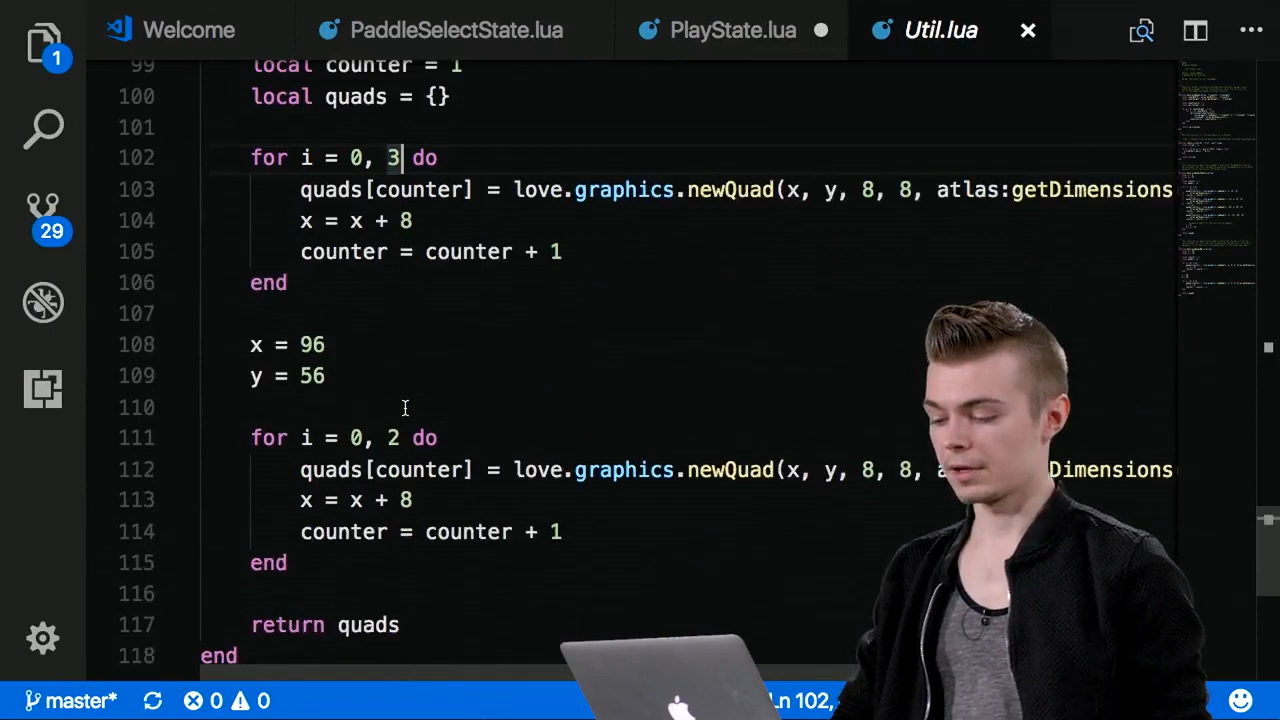 Welcome PaddleSelectState.lua PlayState.lua Util.lua
1
99 local counter = 1
100 local quads = {}
101
102 for i = 0, 3 do
103 quads[counter] = love.graphics.newQuad(x, y, 8, 8, atlas:getDimensions
104 x = x + 8
105 counter = counter + 1
106 end
107
108 x = 96
109 y = 56
110
111 for i = 0, 2 do
112 quads[counter] = love.graphics.newQuad(x, y, 8, 8, a Dimensions(
113 x = x + 8
114 counter = counter + 1
115 end
116
117 return quads
118 end
29
master* 0 0 Ln 102,